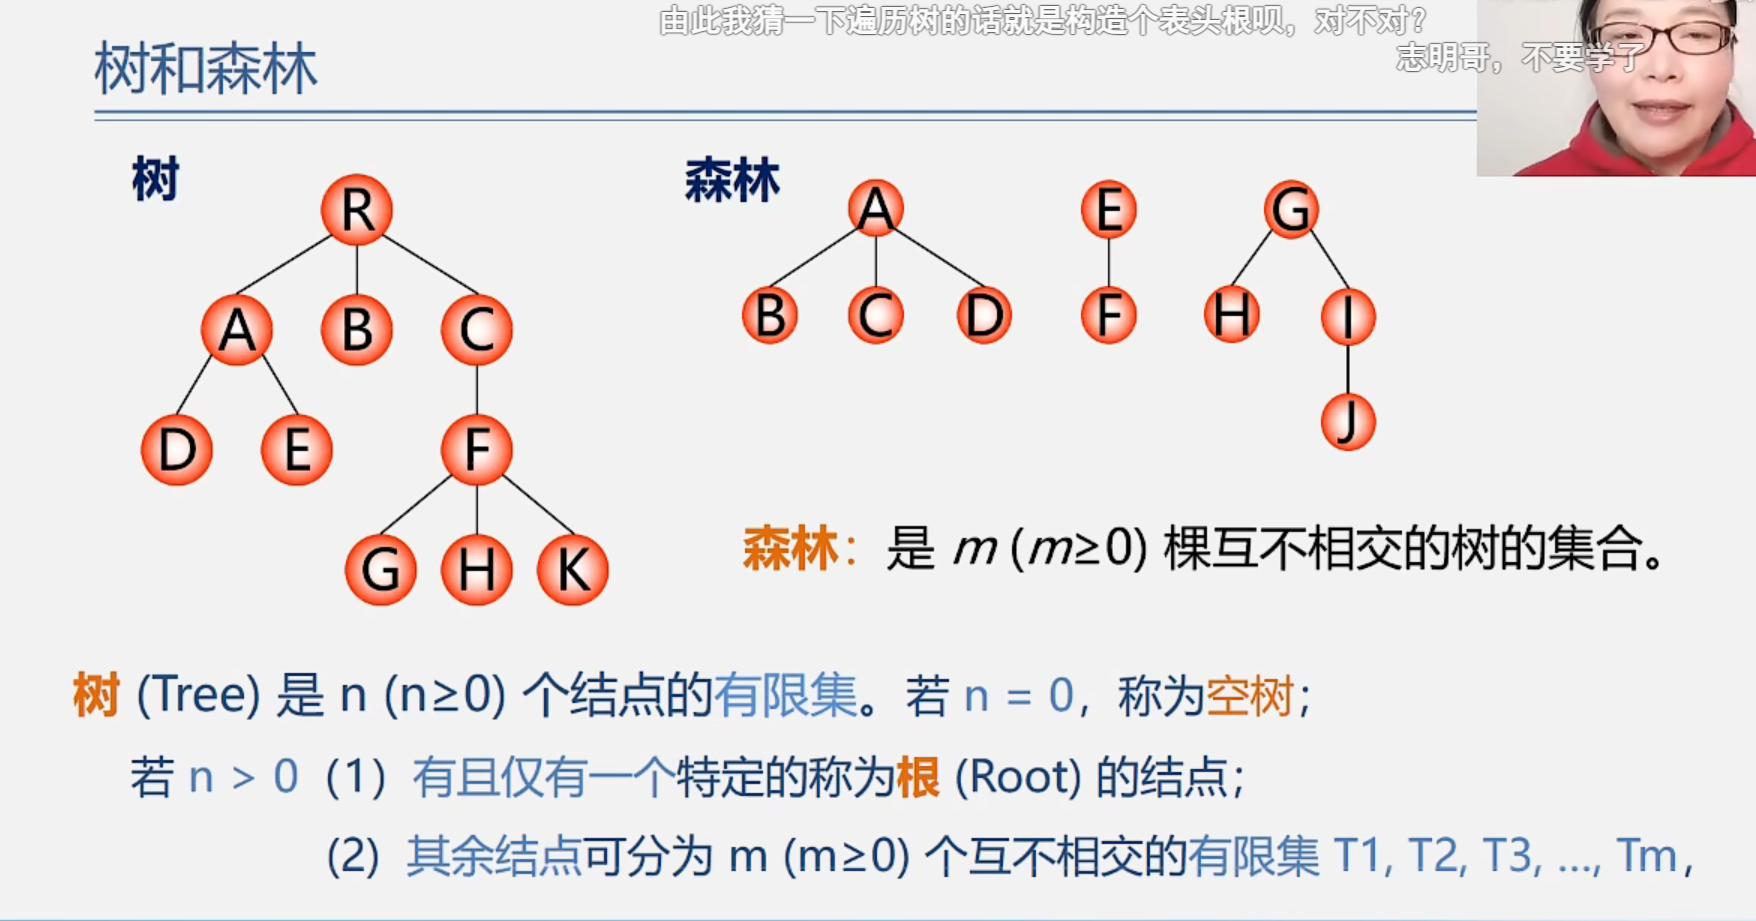 由此我猜一下遍历树的话就是构造个表头根呗，对不对？
志明哥，不要学了
树和森林
树
森林
R
A B C
D E F
G H K
A E G
B C D F H I
J
森林：是 m (m≥0) 棵互不相交的树的集合。
树 (Tree) 是 n (n≥0) 个结点的有限集。若 n = 0，称为空树；
若 n > 0（1）有且仅有一个特定的称为根 (Root) 的结点；
(2) 其余结点可分为 m (m≥0) 个互不相交的有限集 T1, T2, T3, ..., Tm，